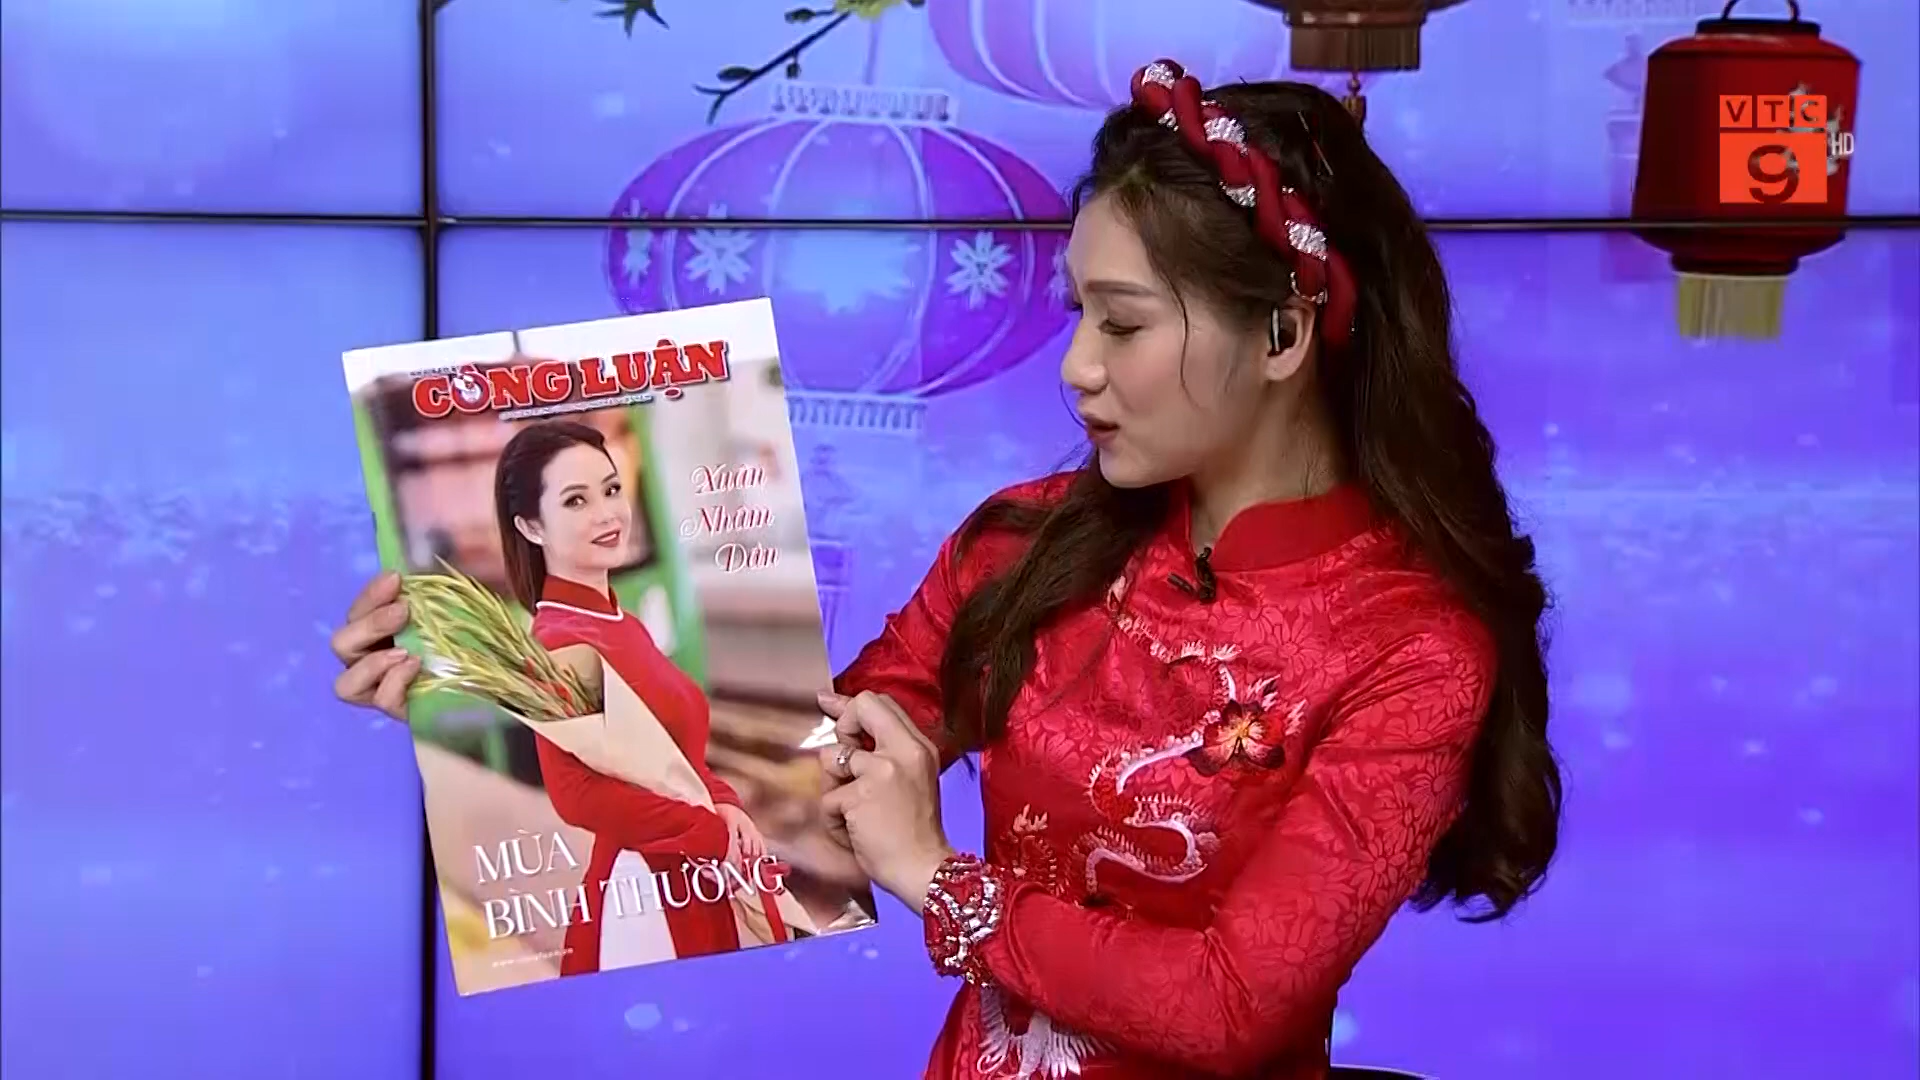 VTC
9
HD
CÔNG LUẬN
Xuân
Nhâm
Dần
MÙA
BÌNH THƯỜNG